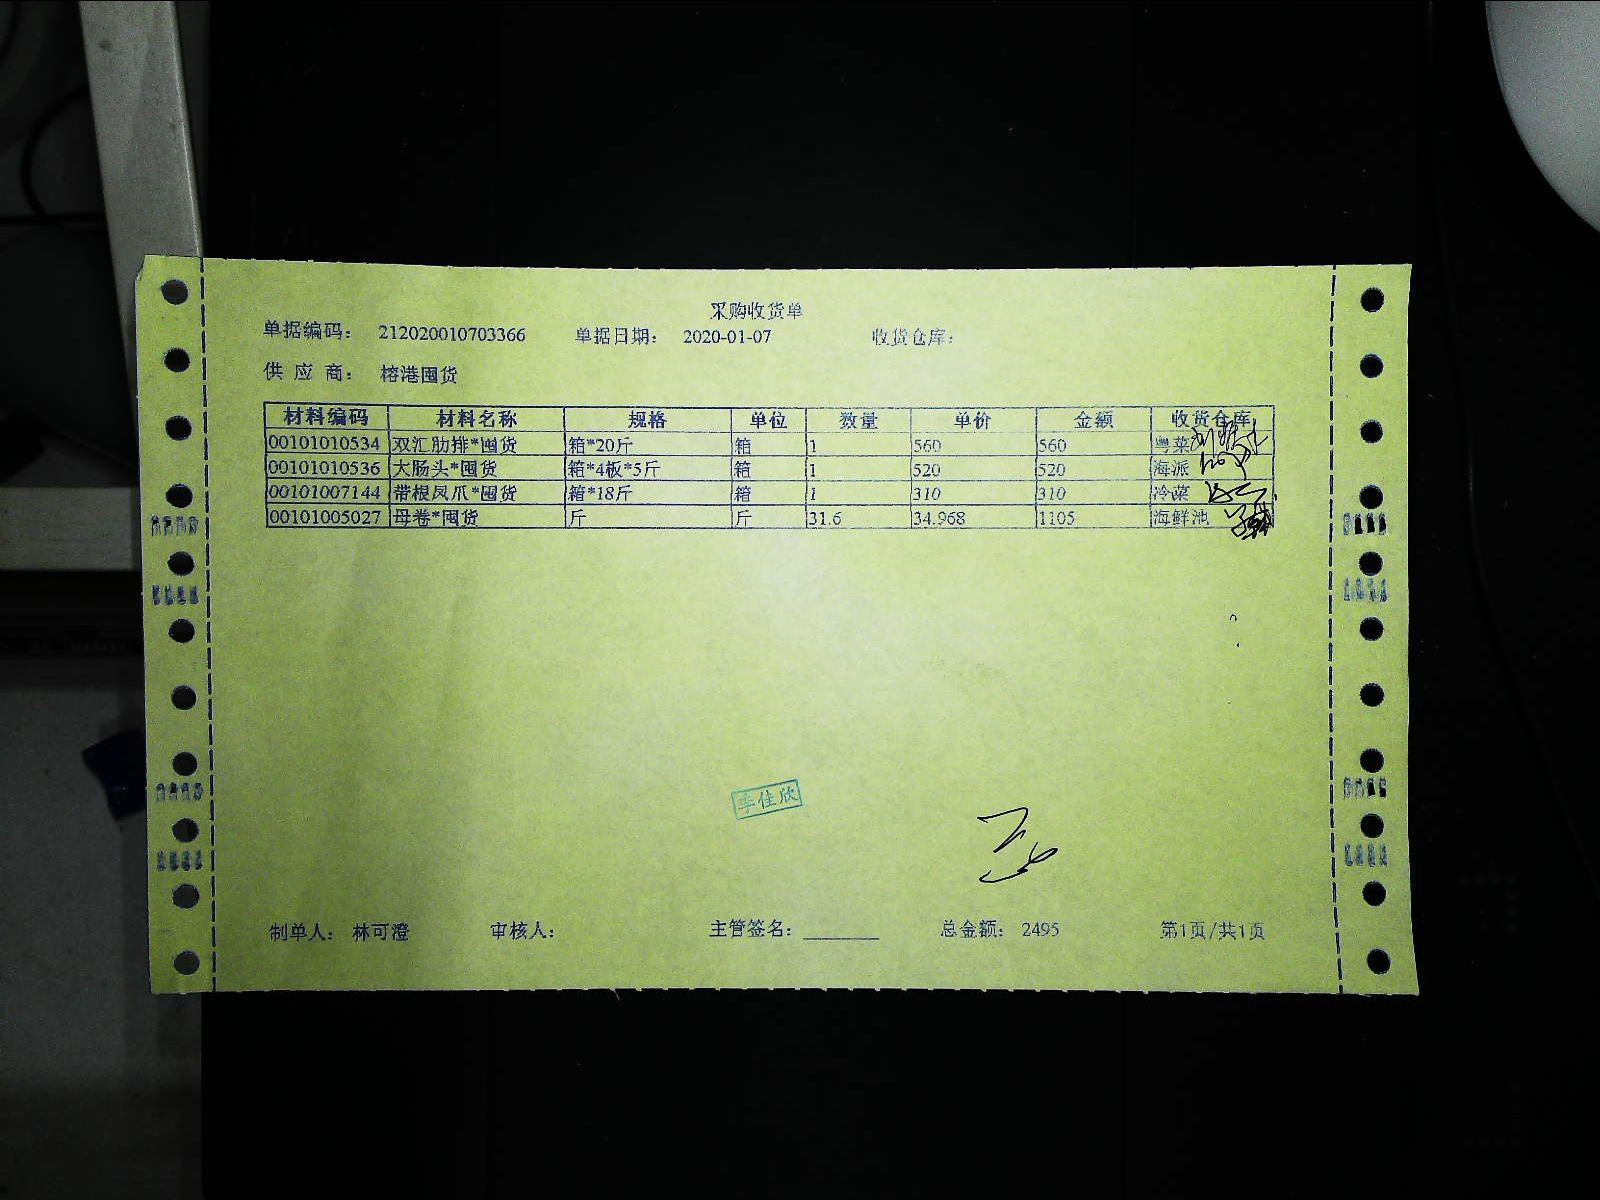 采购收货单
单据编码： 212020010703366 单据日期： 2020-01-07 收货仓库：
供 应 商： 榕港囤货
材料编码 材料名称 规格 单位 数量 单价 金额 收货仓库
00101010534 双汇肋排*囤货 箱*20斤 箱 1 560 560 粤菜
00101010536 大肠头*囤货 箱*4板*5斤 箱 1 520 520 海派
00101007144 带根凤爪*囤货 箱*18斤 箱 1 310 310 冷菜
00101005027 母卷*囤货 斤 斤 31.6 34.968 1105 海鲜池
李佳欣
制单人： 林可澄 审核人： 主管签名： 总金额： 2495 第1页/共1页